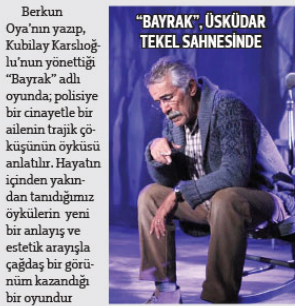 Berkun
Oya'nın yazıp,
Kubilay Karslıoğ-
lu'nun yönettiği
"Bayrak" adlı
oyunda; polisiye
bir cinayetle bir
ailenin trajik çö-
küşünün öyküsü
anlatılır. Hayatın
içinden yakın-
dan tanıdığımız
öykülerin yeni
bir anlayış ve
estetik arayışla
çağdaş bir görü-
nüm kazandığı
bir oyundur
"BAYRAK", ÜSKÜDAR
TEKEL SAHNESİNDE